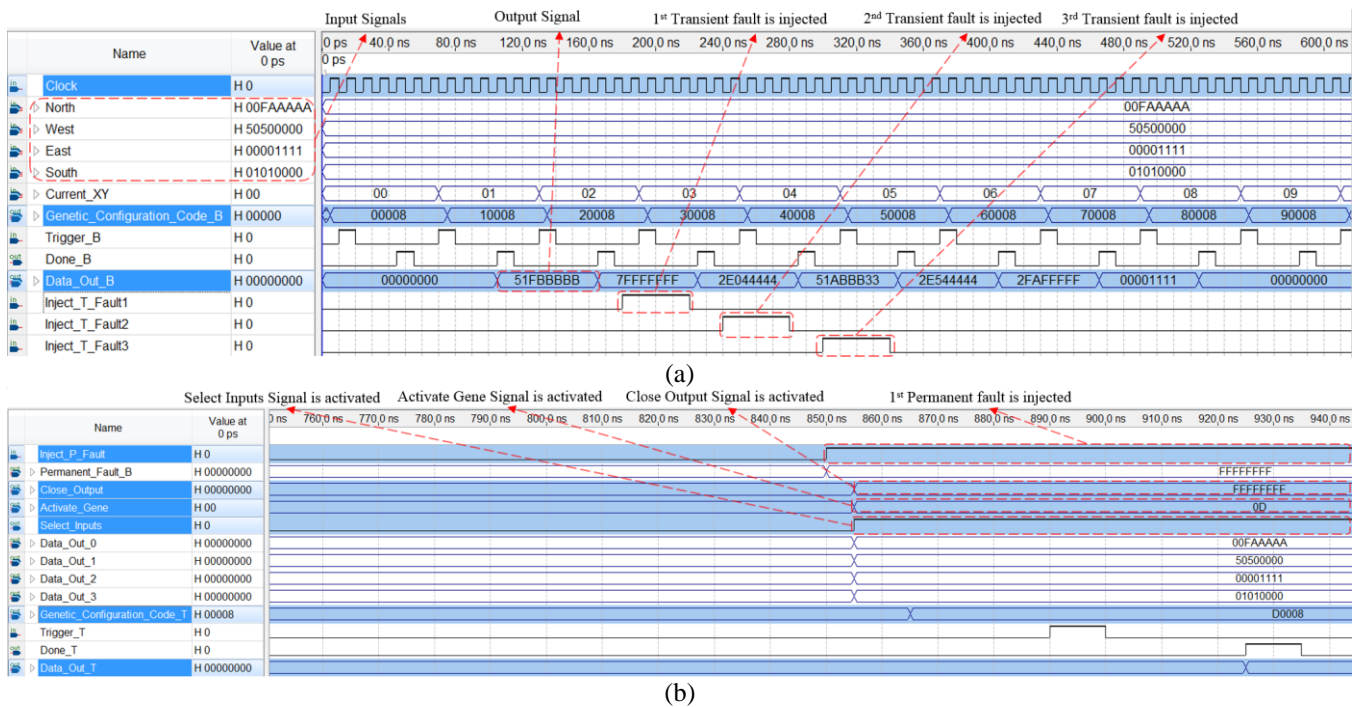 Input Signals Output Signal 1st Transient fault is injected 2nd Transient fault is injected 3rd Transient fault is injected
Name Value at 0 ps
0 ps 40.0 ns 80.0 ns 120.0 ns 160.0 ns 200.0 ns 240.0 ns 280.0 ns 320.0 ns 360.0 ns 400.0 ns 440.0 ns 480.0 ns 520.0 ns 560.0 ns 600.0 ns
0 ps
Clock H 0
North H 00FAAAAA 00FAAAAA
West H 50500000 50500000
East H 00001111 00001111
South H 01010000 01010000
Current_XY H 00 00 01 02 03 04 05 06 07 08 09
Genetic_Configuration_Code_B H 00000 00008 10008 20008 30008 40008 50008 60008 70008 80008 90008
Trigger_B H 0
Done_B H 0
Data_Out_B H 00000000 00000000 51FBBBBB 7FFFFFFF 2E044444 51ABBB33 2E544444 2FAFFFFF 00001111 00000000
Inject_T_Fault1 H 0
Inject_T_Fault2 H 0
Inject_T_Fault3 H 0
(a)
Select Inputs Signal is activated Activate Gene Signal is activated Close Output Signal is activated 1st Permanent fault is injected
Name Value at 0 ps
760.0 ns 770.0 ns 780.0 ns 790.0 ns 800.0 ns 810.0 ns 820.0 ns 830.0 ns 840.0 ns 850.0 ns 860.0 ns 870.0 ns 880.0 ns 890.0 ns 900.0 ns 910.0 ns 920.0 ns 930.0 ns 940.0 ns
Inject_P_Fault H 0
Permanent_Fault_B H 00000000 FFFFFFFF
Close_Output H 00000000 FFFFFFFF
Activate_Gene H 00 0D
Select_Inputs H 0
Data_Out_0 H 00000000 00FAAAAA
Data_Out_1 H 00000000 50500000
Data_Out_2 H 00000000 00001111
Data_Out_3 H 00000000 01010000
Genetic_Configuration_Code_T H 00008 D0008
Trigger_T H 0
Done_T H 0
Data_Out_T H 00000000
(b)